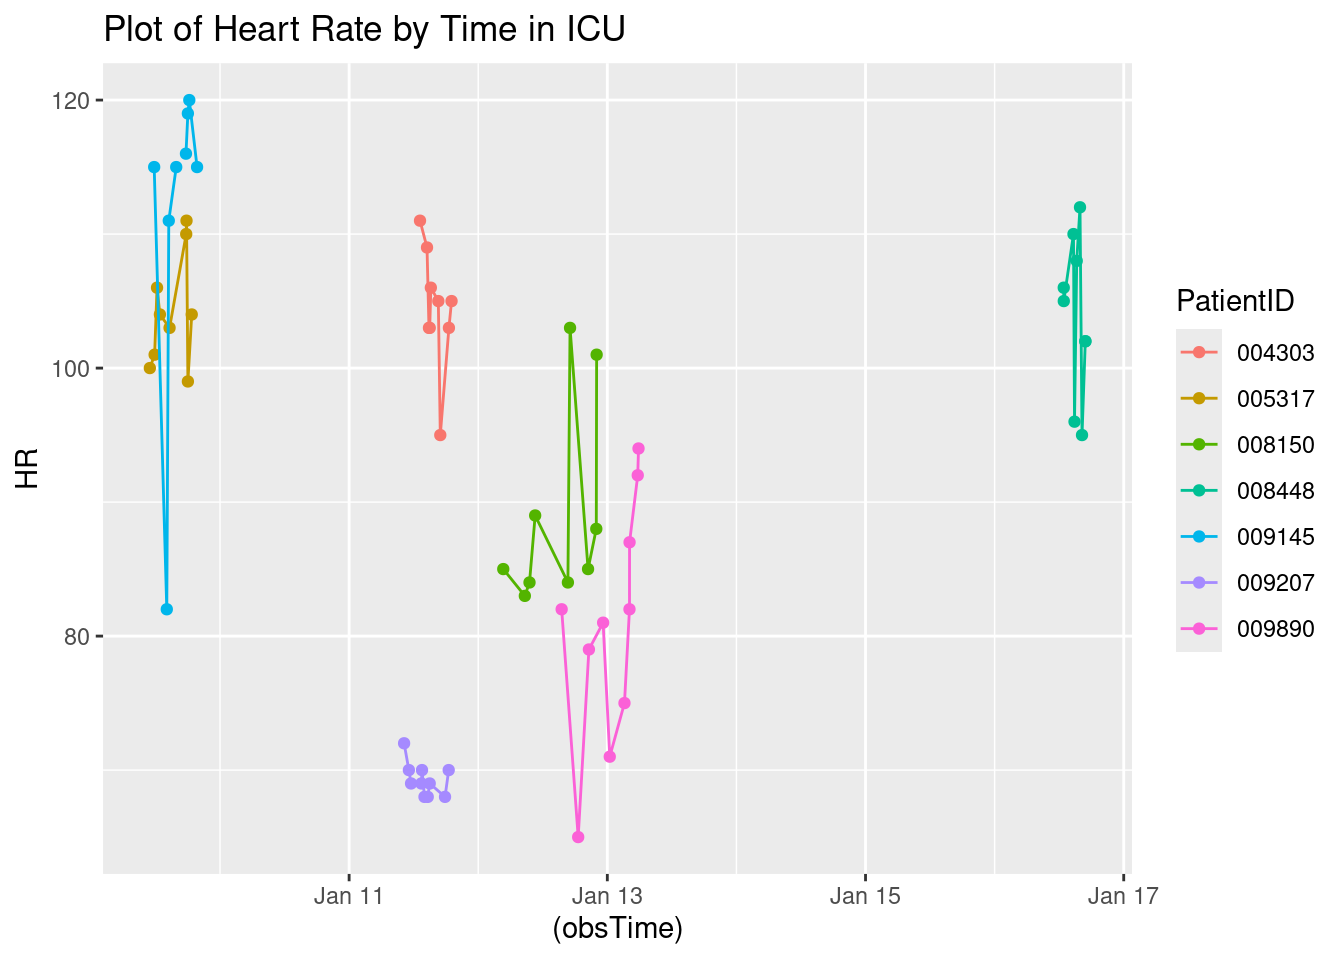 Plot of Heart Rate by Time in ICU
120
100
80
HR
Jan 11
Jan 13
Jan 15
Jan 17
(obsTime)
PatientID
004303
005317
008150
008448
009145
009207
009890